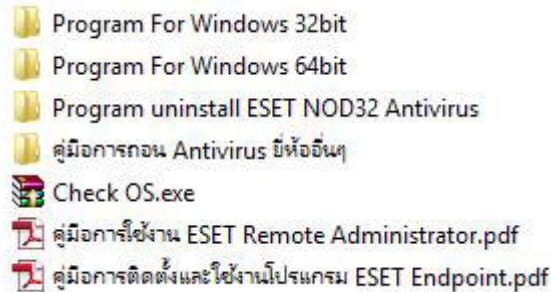 Program For Windows 32bit
Program For Windows 64bit
Program uninstall ESET NOD32 Antivirus
คู่มือการถอน Antivirus ยี่ห้ออื่นๆ
Check OS.exe
คู่มือการใช้งาน ESET Remote Administrator.pdf
คู่มือการติดตั้งและใช้งานโปรแกรม ESET Endpoint.pdf